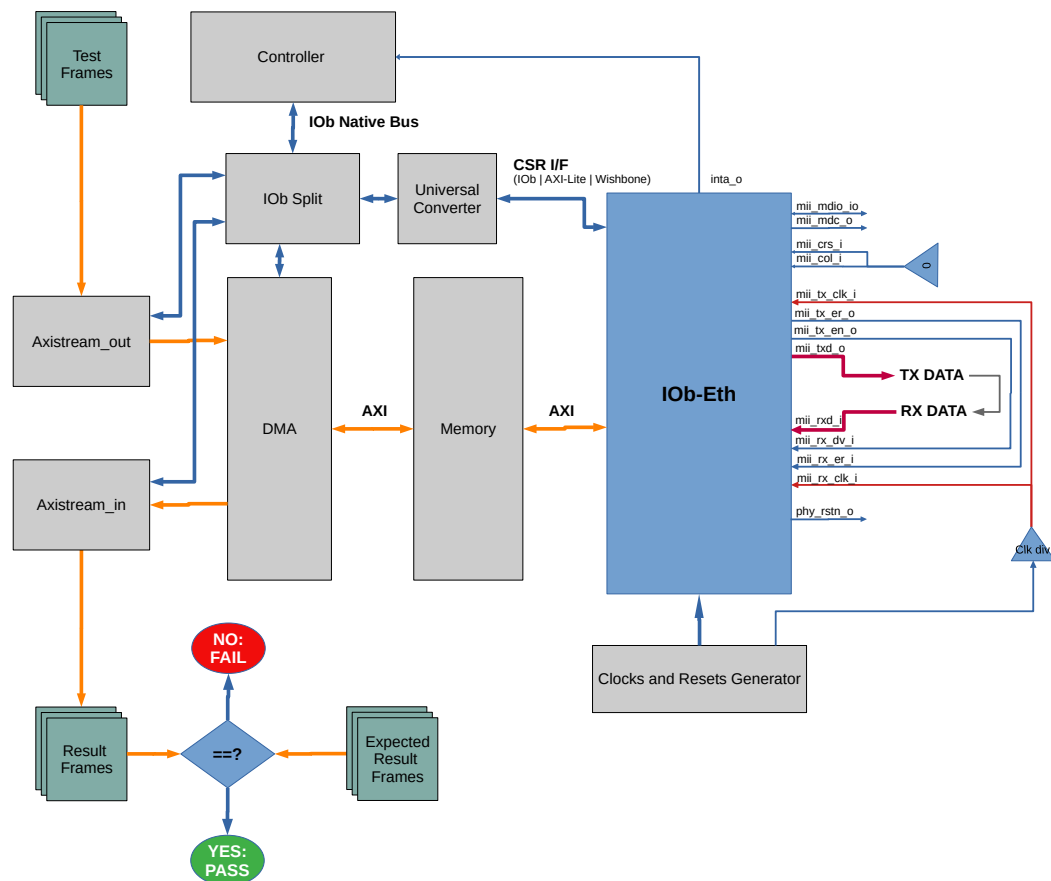 Test
Frames
Controller
IOb Native Bus
IOb Split
Universal
Converter
CSR I/F
(IOb | AXI-Lite | Wishbone)
inta_o
mii_mdio_io
mii_mdc_o
mii_crs_i
mii_col_i
0
mii_tx_clk_i
mii_tx_er_o
mii_tx_en_o
mii_txd_o
TX DATA
RX DATA
mii_rxd_i
mii_rx_dv_i
mii_rx_er_i
mii_rx_clk_i
phy_rstn_o
Clk div
IOb-Eth
Axistream_out
DMA
AXI
Memory
AXI
Axistream_in
Clocks and Resets Generator
NO:
FAIL
Result
Frames
==?
Expected
Result
Frames
YES:
PASS